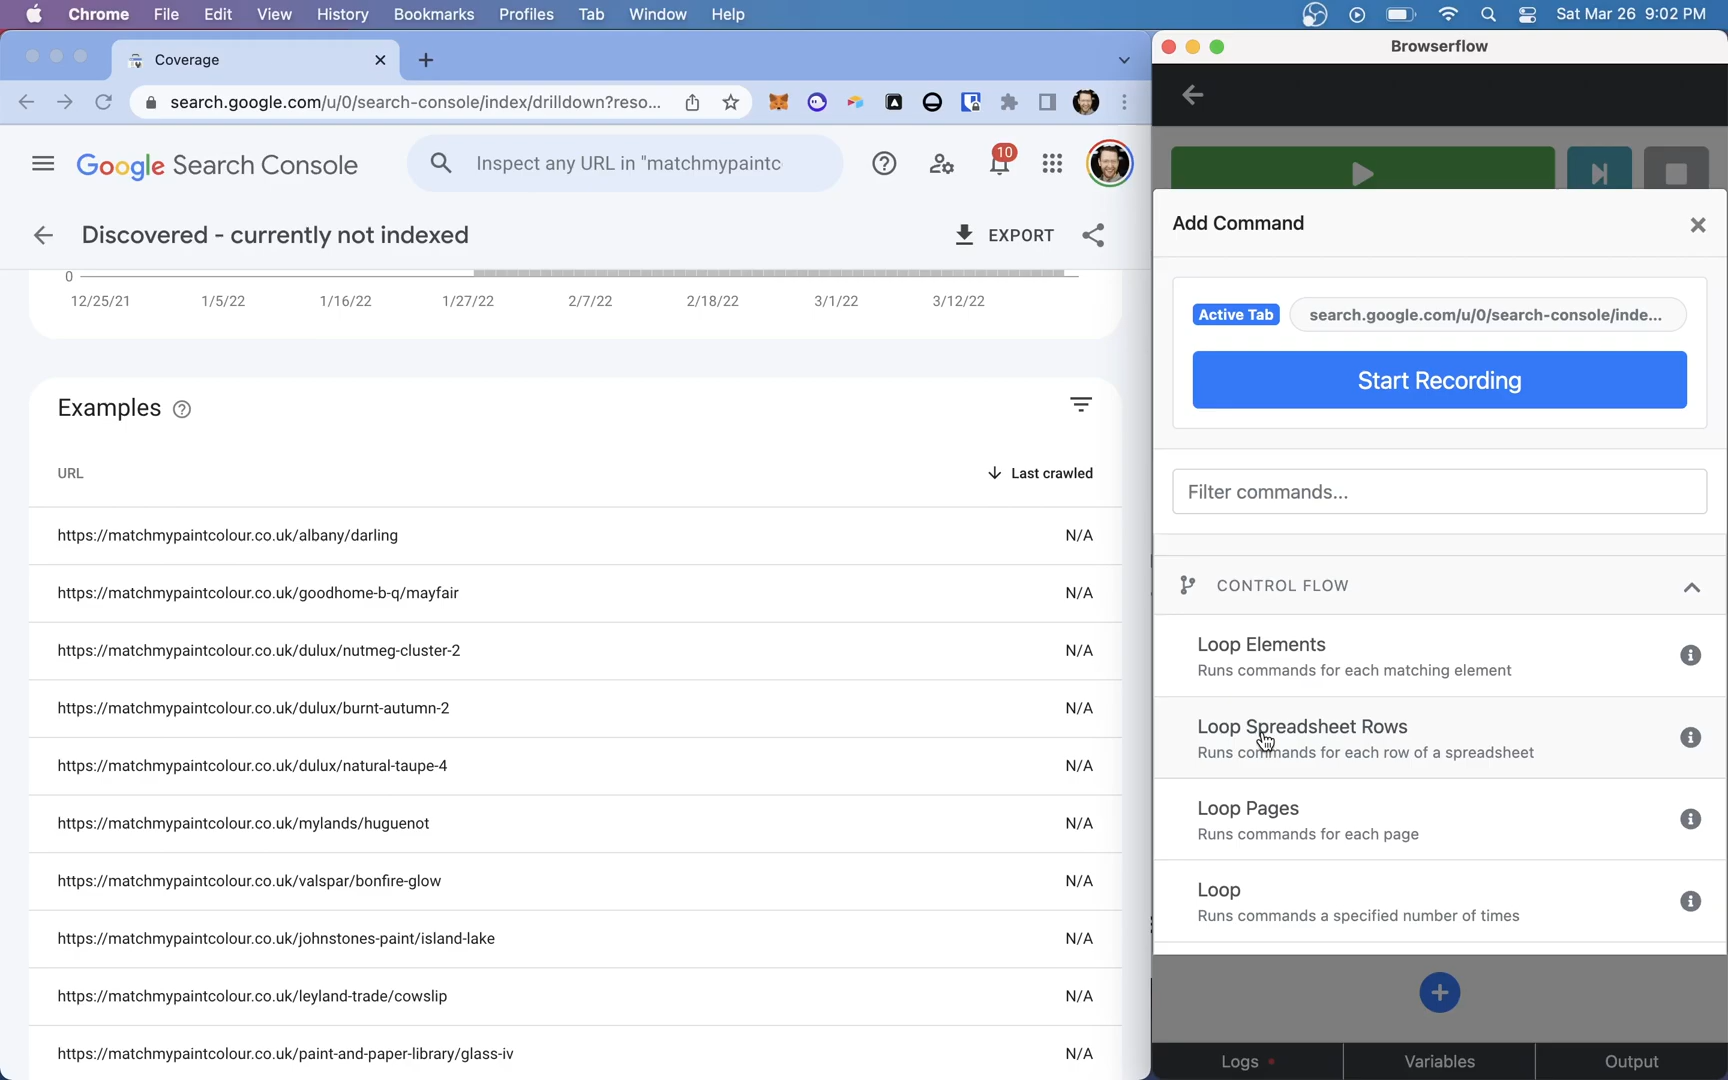 Chrome File Edit View History Bookmarks Profiles Tab Window Help Sat Mar 26 9:02 PM
Coverage
search.google.com/u/0/search-console/index/drilldown?reso...
Google Search Console
Inspect any URL in "matchmypaintc
10
Discovered - currently not indexed
EXPORT
0
12/25/21 1/5/22 1/16/22 1/27/22 2/7/22 2/18/22 3/1/22 3/12/22
Examples
URL Last crawled
https://matchmypaintcolour.co.uk/albany/darling N/A
https://matchmypaintcolour.co.uk/goodhome-b-q/mayfair N/A
https://matchmypaintcolour.co.uk/dulux/nutmeg-cluster-2 N/A
https://matchmypaintcolour.co.uk/dulux/burnt-autumn-2 N/A
https://matchmypaintcolour.co.uk/dulux/natural-taupe-4 N/A
https://matchmypaintcolour.co.uk/mylands/huguenot N/A
https://matchmypaintcolour.co.uk/valspar/bonfire-glow N/A
https://matchmypaintcolour.co.uk/johnstones-paint/island-lake N/A
https://matchmypaintcolour.co.uk/leyland-trade/cowslip N/A
https://matchmypaintcolour.co.uk/paint-and-paper-library/glass-iv N/A
Browserflow
Add Command
Active Tab search.google.com/u/0/search-console/inde...
Start Recording
Filter commands...
CONTROL FLOW
Loop Elements
Runs commands for each matching element
Loop Spreadsheet Rows
Runs commands for each row of a spreadsheet
Loop Pages
Runs commands for each page
Loop
Runs commands a specified number of times
Logs Variables Output